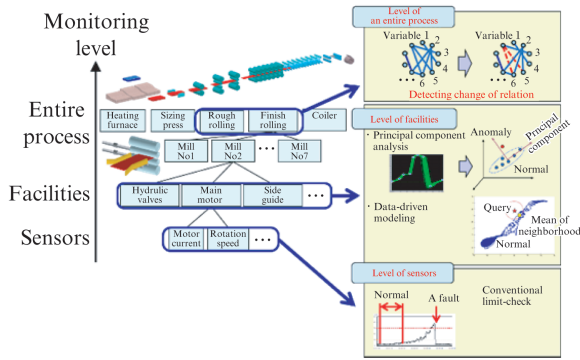 Monitoring
level
Entire
process
Facilities
Sensors
Heating
furnace
Sizing
press
Rough
rolling
Finish
rolling
Coiler
Mill
No1
Mill
No2
•••
Mill
No7
Hydrulic
valves
Main
motor
Side
guide
•••
Motor
current
Rotation
speed
•••
Level of
an entire process
Variable 1
2
3
4
5
6
•••
Variable 1
2
3
4
5
6
•••
Detecting change of relation
Level of facilities
· Principal component
analysis
Anomaly
Prncipal
component
Normal
· Data-driven
modeling
Query
Mean of
neighborhood
Normal
Level of sensors
Normal
A fault
Conventional
limit-check